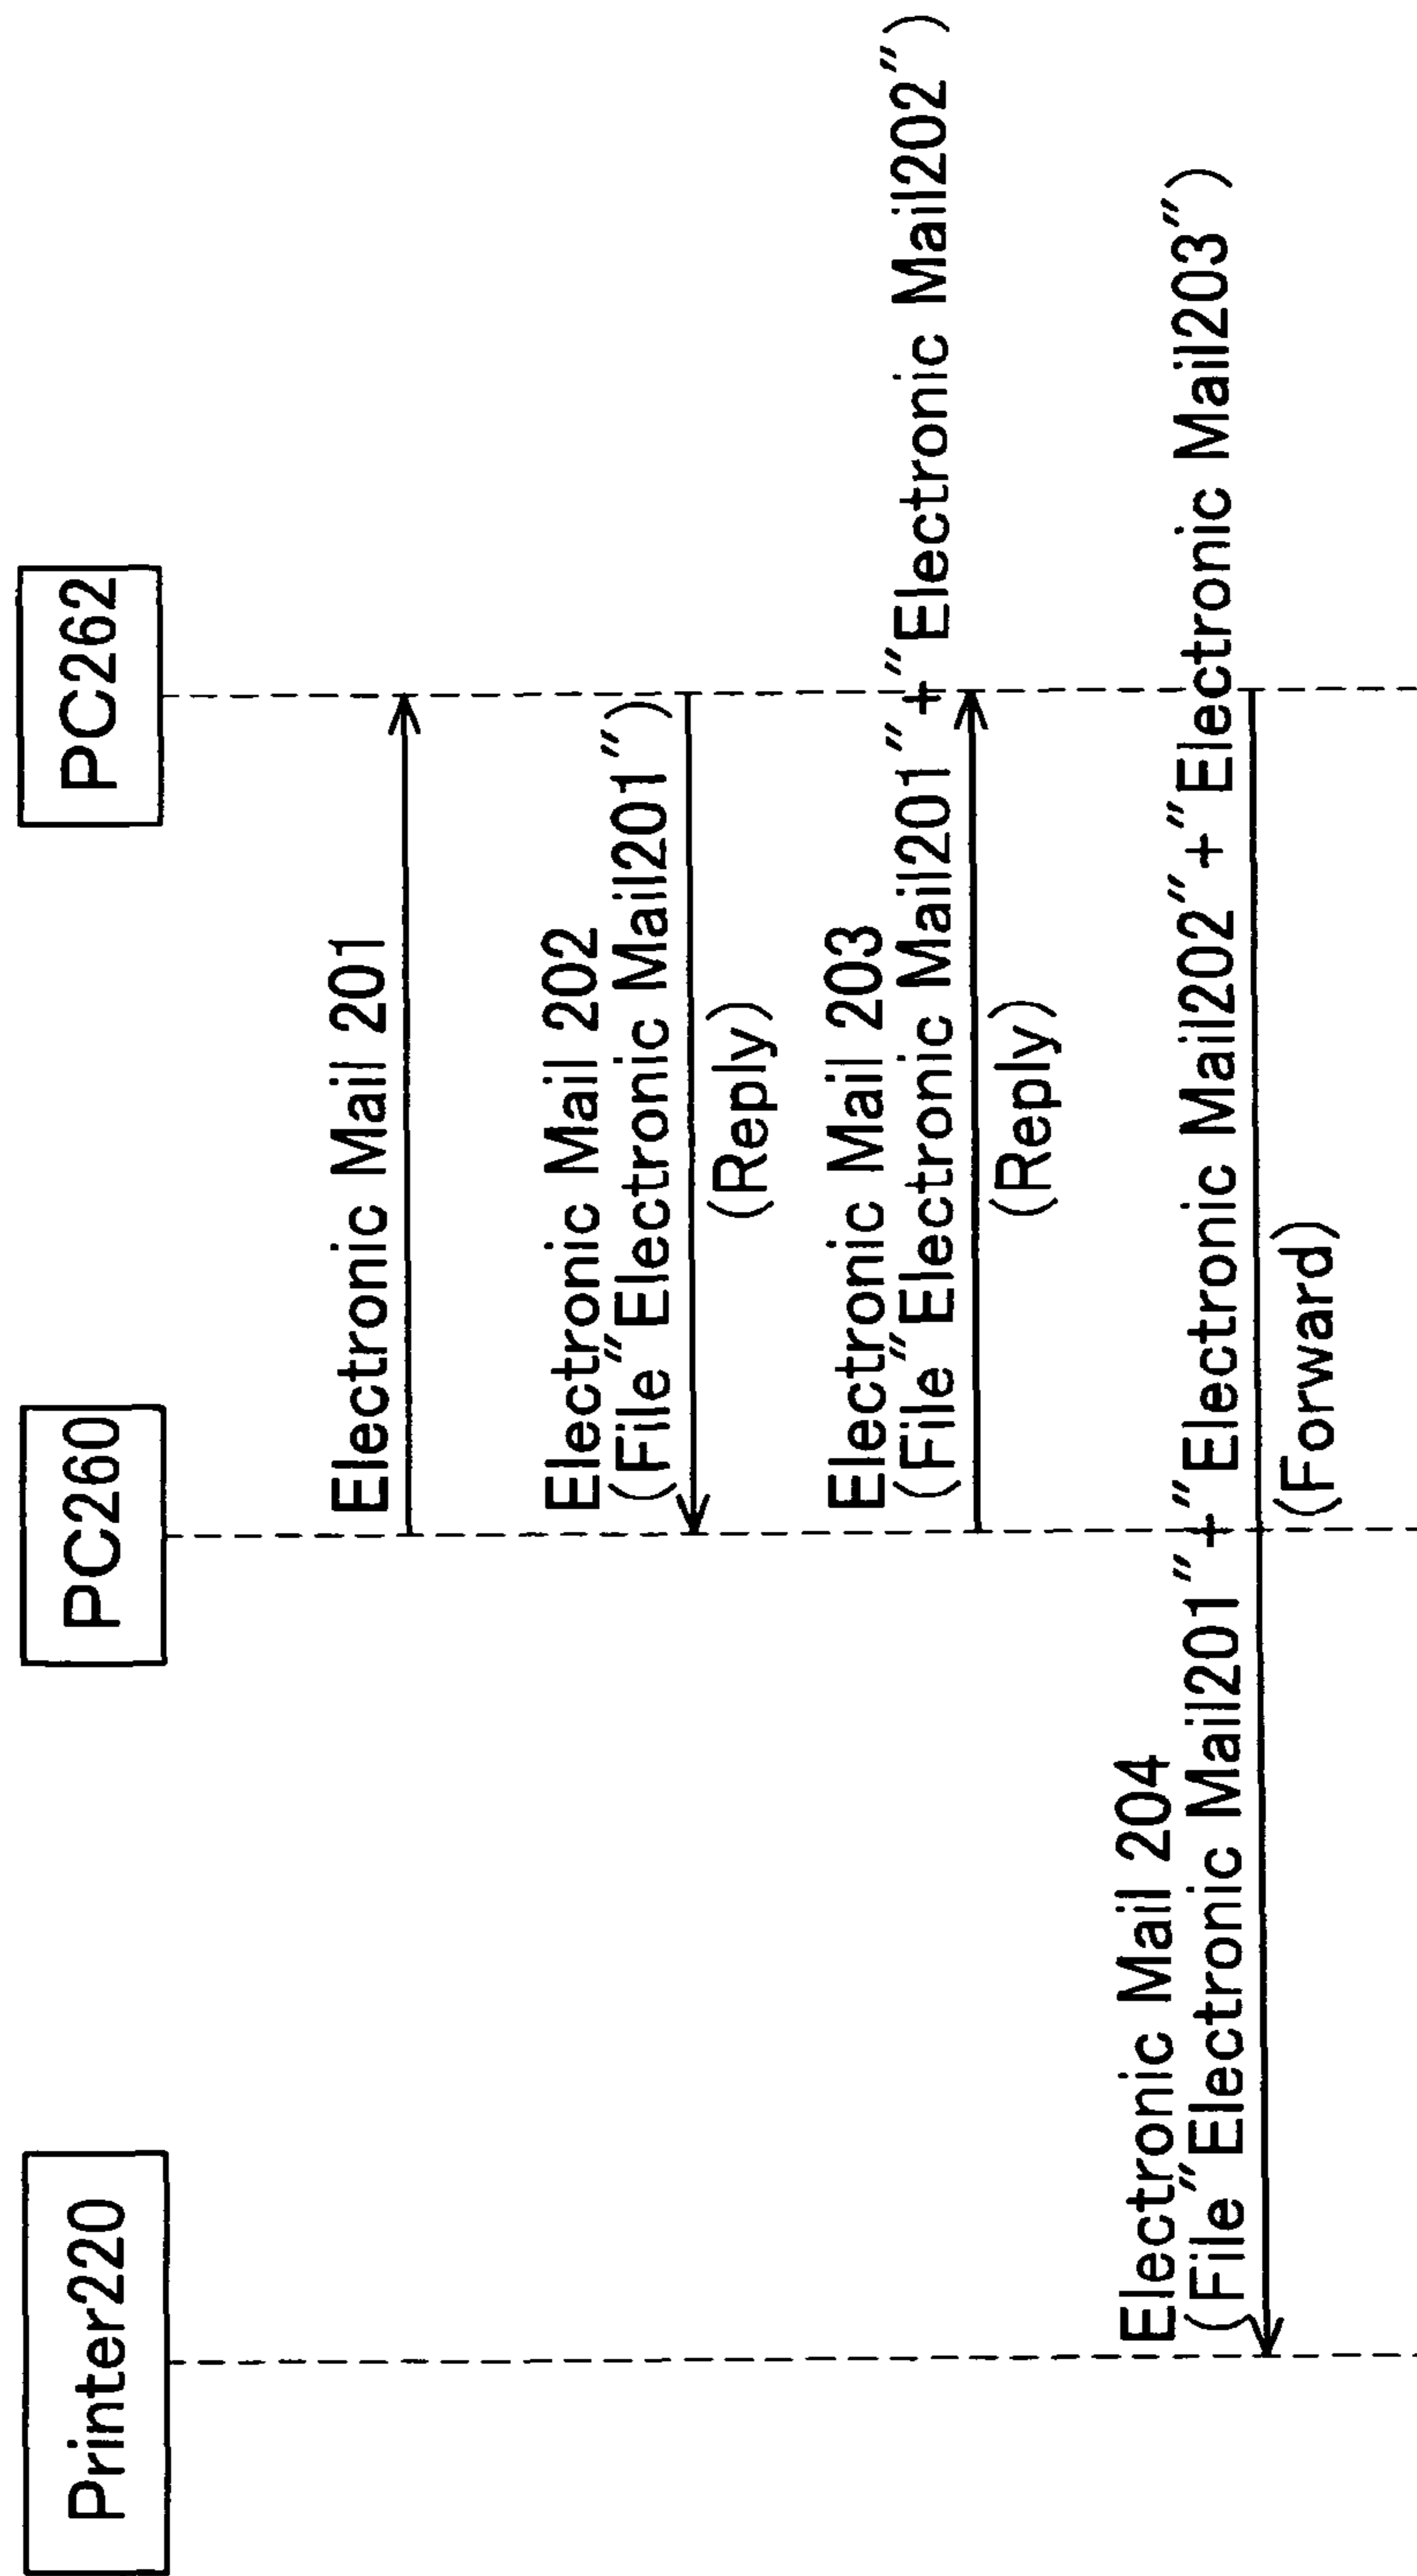 Printer220
PC260
PC262
Electronic Mail 201
Electronic Mail 202
(File"Electronic Mail201")
(Reply)
Electronic Mail 203
(File"Electronic Mail201"+"Electronic Mail202")
(Reply)
Electronic Mail 204
(File"Electronic Mail201"+"Electronic Mail202"+"Electronic Mail203")
(Forward)